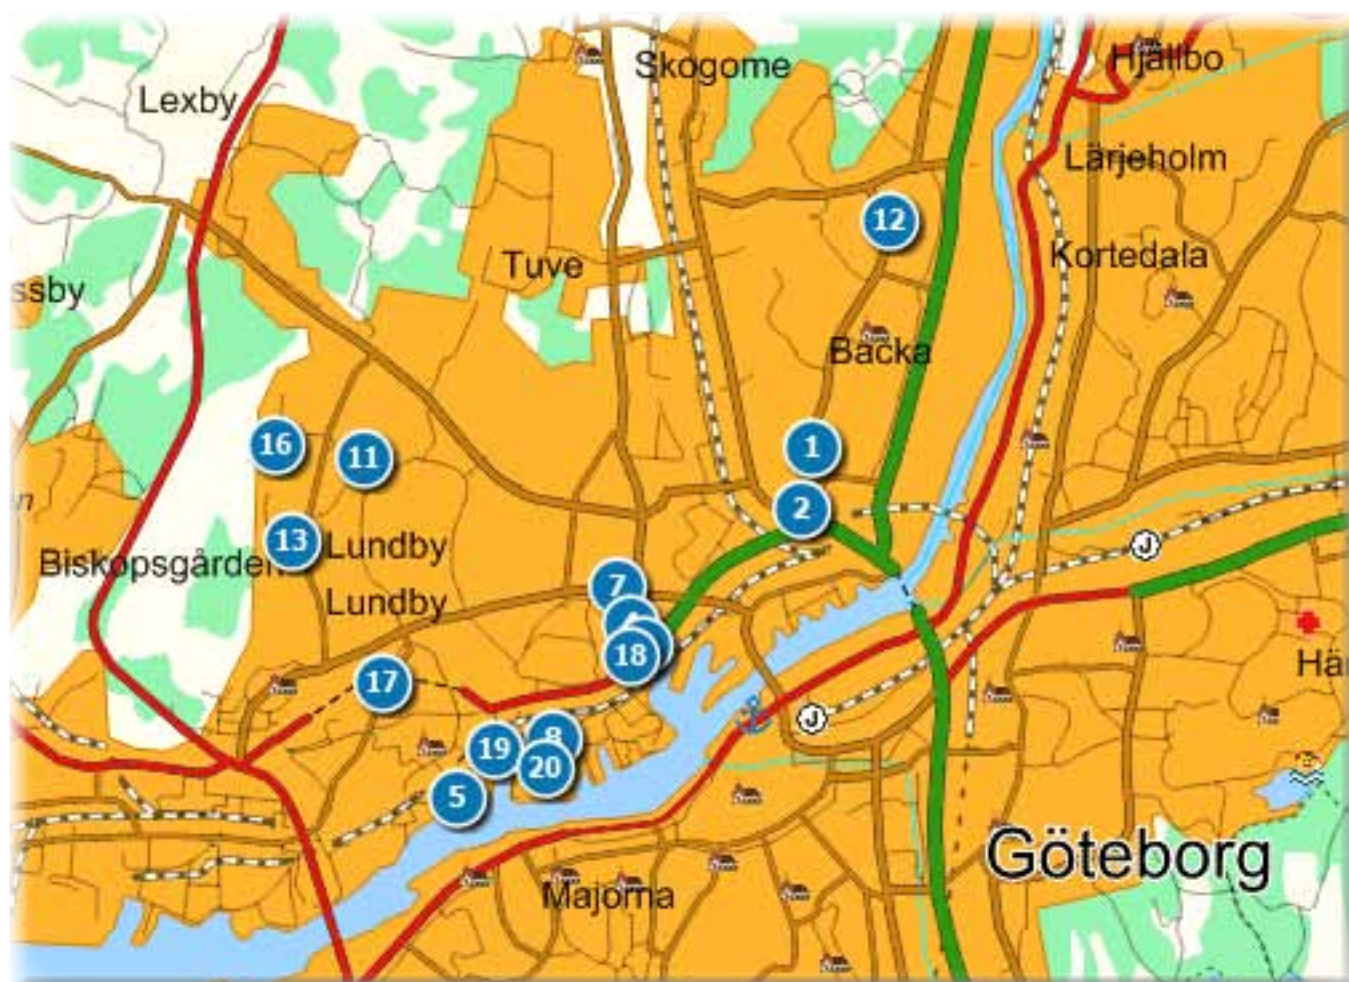 Skogome
Hjällbo
Lexby
Lärjeholm
12
Tuve
Kortedala
ssby
Backa
16
11
1
2
13
Lundby
J
Biskopsgården
7
Lundby
18
17
Här
J
19
8
20
5
Göteborg
Majorna